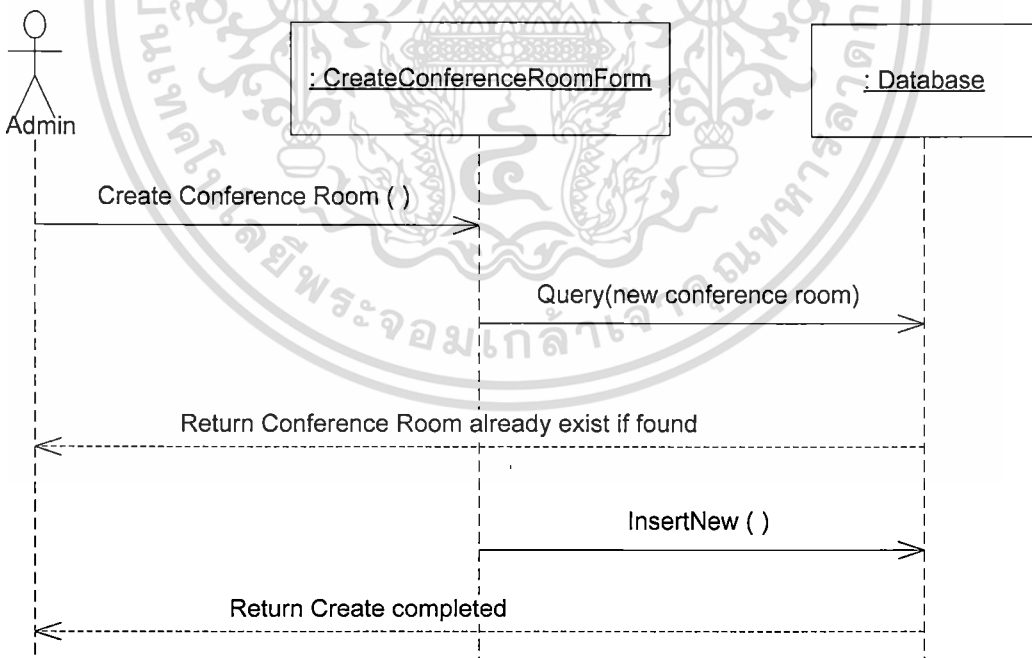 : CreateConferenceRoomForm
: Database
Admin
Create Conference Room ( )
Query(new conference room)
Return Conference Room already exist if found
InsertNew ( )
Return Create completed